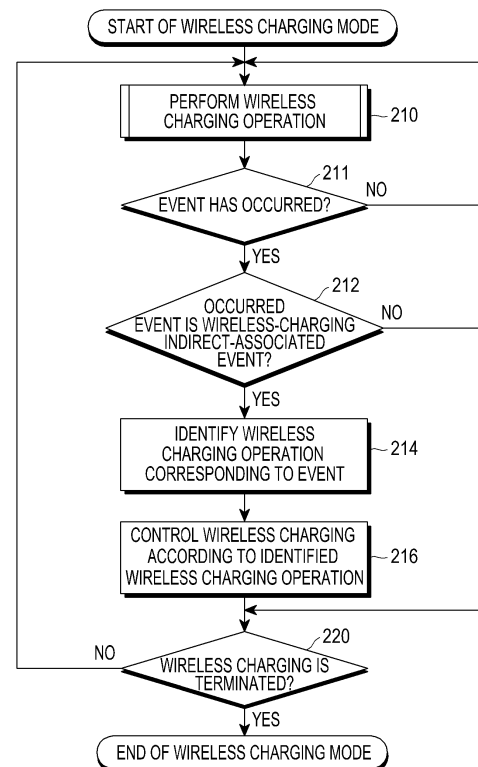 START OF WIRELESS CHARGING MODE
PERFORM WIRELESS
CHARGING OPERATION
210
211
EVENT HAS OCCURRED?
NO
YES
212
OCCURRED
EVENT IS WIRELESS-CHARGING
INDIRECT-ASSOCIATED
EVENT?
NO
YES
IDENTIFY WIRELESS
CHARGING OPERATION
CORRESPONDING TO EVENT
214
CONTROL WIRELESS CHARGING
ACCORDING TO IDENTIFIED
WIRELESS CHARGING OPERATION
216
220
NO
WIRELESS CHARGING IS
TERMINATED?
YES
END OF WIRELESS CHARGING MODE